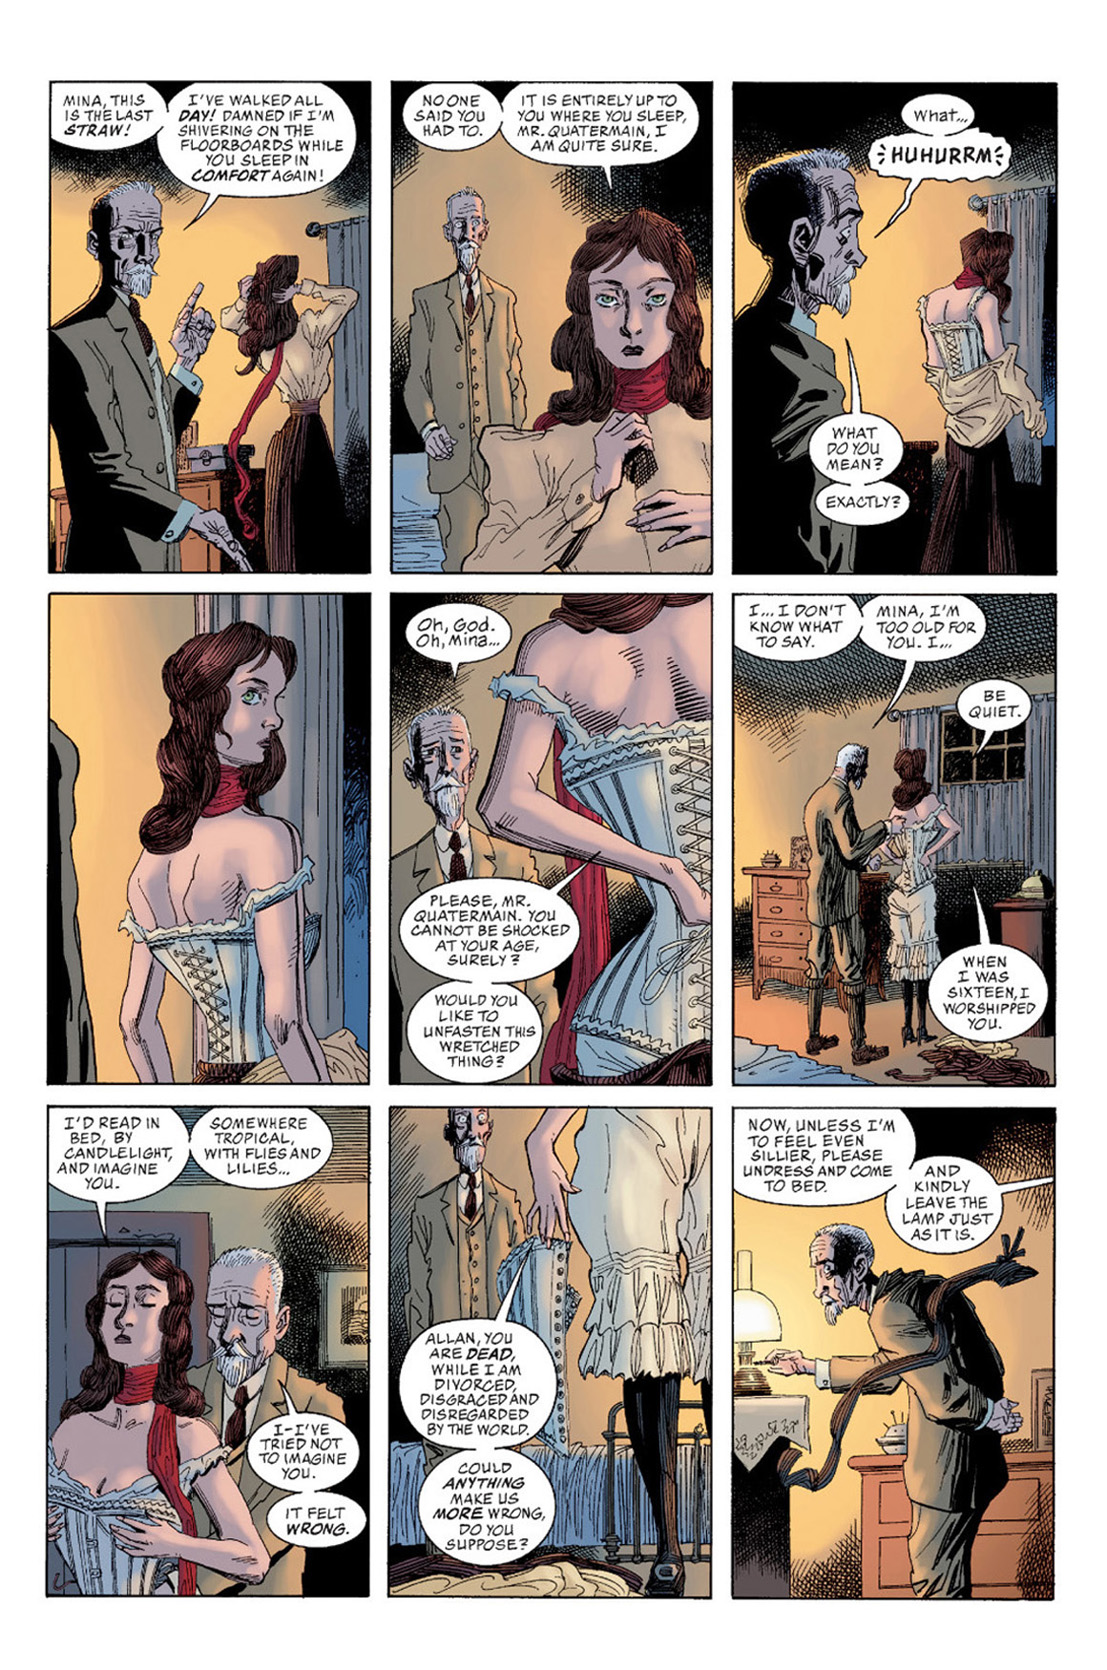 MINA, THIS
IS THE LAST
STRAW!
I'VE WALKED ALL
DAY! DAMNED IF I'M
SHIVERING ON THE
FLOORBOARDS WHILE
YOU SLEEP IN
COMFORT AGAIN!
NO ONE
SAID YOU
HAD TO.
IT IS ENTIRELY UP TO
YOU WHERE YOU SLEEP,
MR. QUATERMAIN, I
AM QUITE SURE.
What...
HUHURRM
WHAT
DO YOU
MEAN?
EXACTLY?
Oh, God.
Oh, Mina...
PLEASE, MR.
QUATERMAIN. YOU
CANNOT BE SHOCKED
AT YOUR AGE,
SURELY?
WOULD YOU
LIKE TO
UNFASTEN THIS
WRETCHED
THING?
I... I DON'T
KNOW WHAT
TO SAY.
MINA, I'M
TOO OLD FOR
YOU. I...
BE
QUIET.
WHEN
I WAS
SIXTEEN, I
WORSHIPPED
YOU.
I'D READ IN
BED, BY
CANDLELIGHT,
AND IMAGINE
YOU.
SOMEWHERE
TROPICAL,
WITH FLIES AND
LILIES...
I-I'VE
TRIED NOT
TO IMAGINE
YOU.
IT FELT
WRONG.
ALLAN, YOU
ARE DEAD,
WHILE I AM
DIVORCED,
DISGRACED AND
DISREGARDED
BY THE WORLD.
COULD
ANYTHING
MAKE US
MORE WRONG,
DO YOU
SUPPOSE?
NOW, UNLESS I'M
TO FEEL EVEN
SILLIER, PLEASE
UNDRESS AND COME
TO BED.
AND
KINDLY
LEAVE THE
LAMP JUST
AS IT IS.